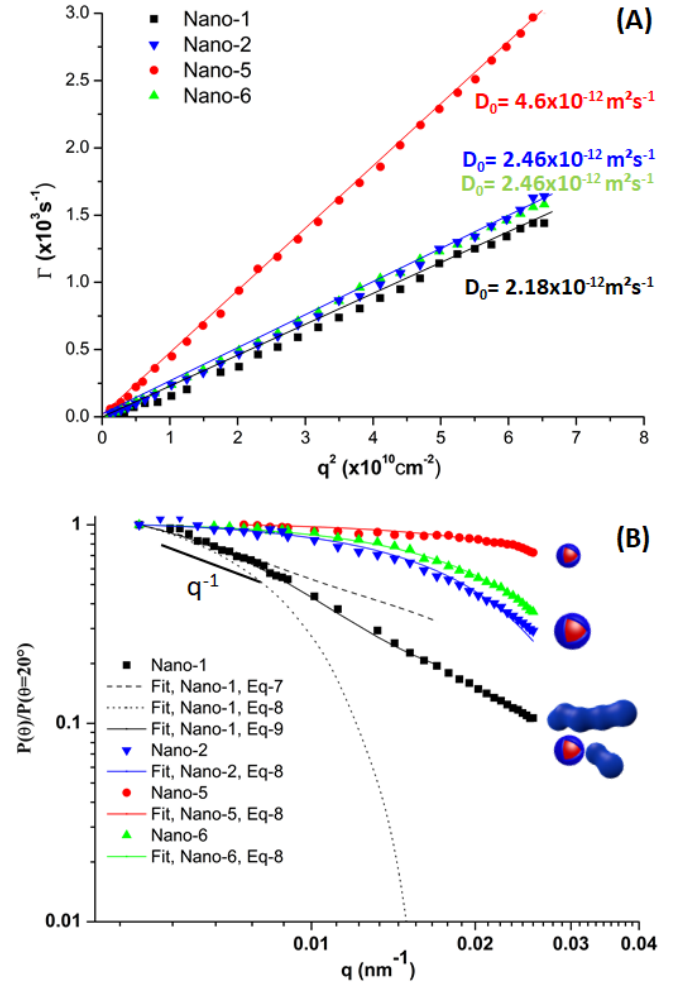 (A)
3.0
2.5
2.0
1.5
1.0
0.5
0.0
Γ (x10³s⁻¹)
Nano-1
Nano-2
Nano-5
Nano-6
D₀= 4.6x10⁻¹² m²s⁻¹
D₀= 2.46x10⁻¹² m²s⁻¹
D₀= 2.46x10⁻¹² m²s⁻¹
D₀= 2.18x10⁻¹²m²s⁻¹
0 1 2 3 4 5 6 7 8
q² (x10¹⁰cm⁻²)
(B)
1
0.1
0.01
P(θ)/P(θ=20°)
q⁻¹
Nano-1
Fit, Nano-1, Eq-7
Fit, Nano-1, Eq-8
Fit, Nano-1, Eq-9
Nano-2
Fit, Nano-2, Eq-8
Nano-5
Fit, Nano-5, Eq-8
Nano-6
Fit, Nano-6, Eq-8
0.01 0.02 0.03 0.04
q (nm⁻¹)